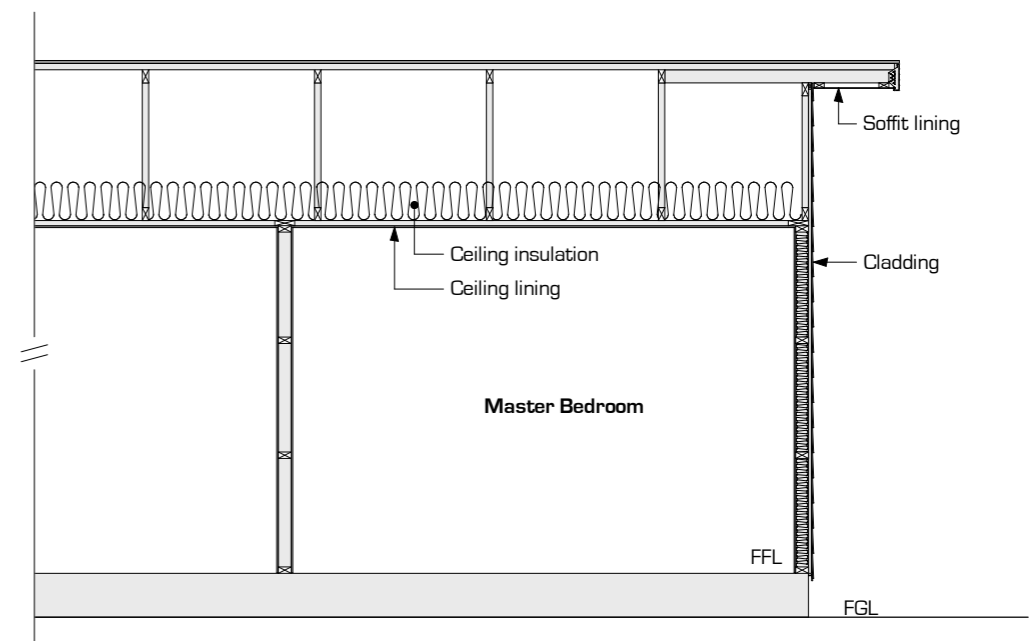 Soffit lining
Ceiling insulation
Cladding
Ceiling lining
Master Bedroom
FFL
FGL